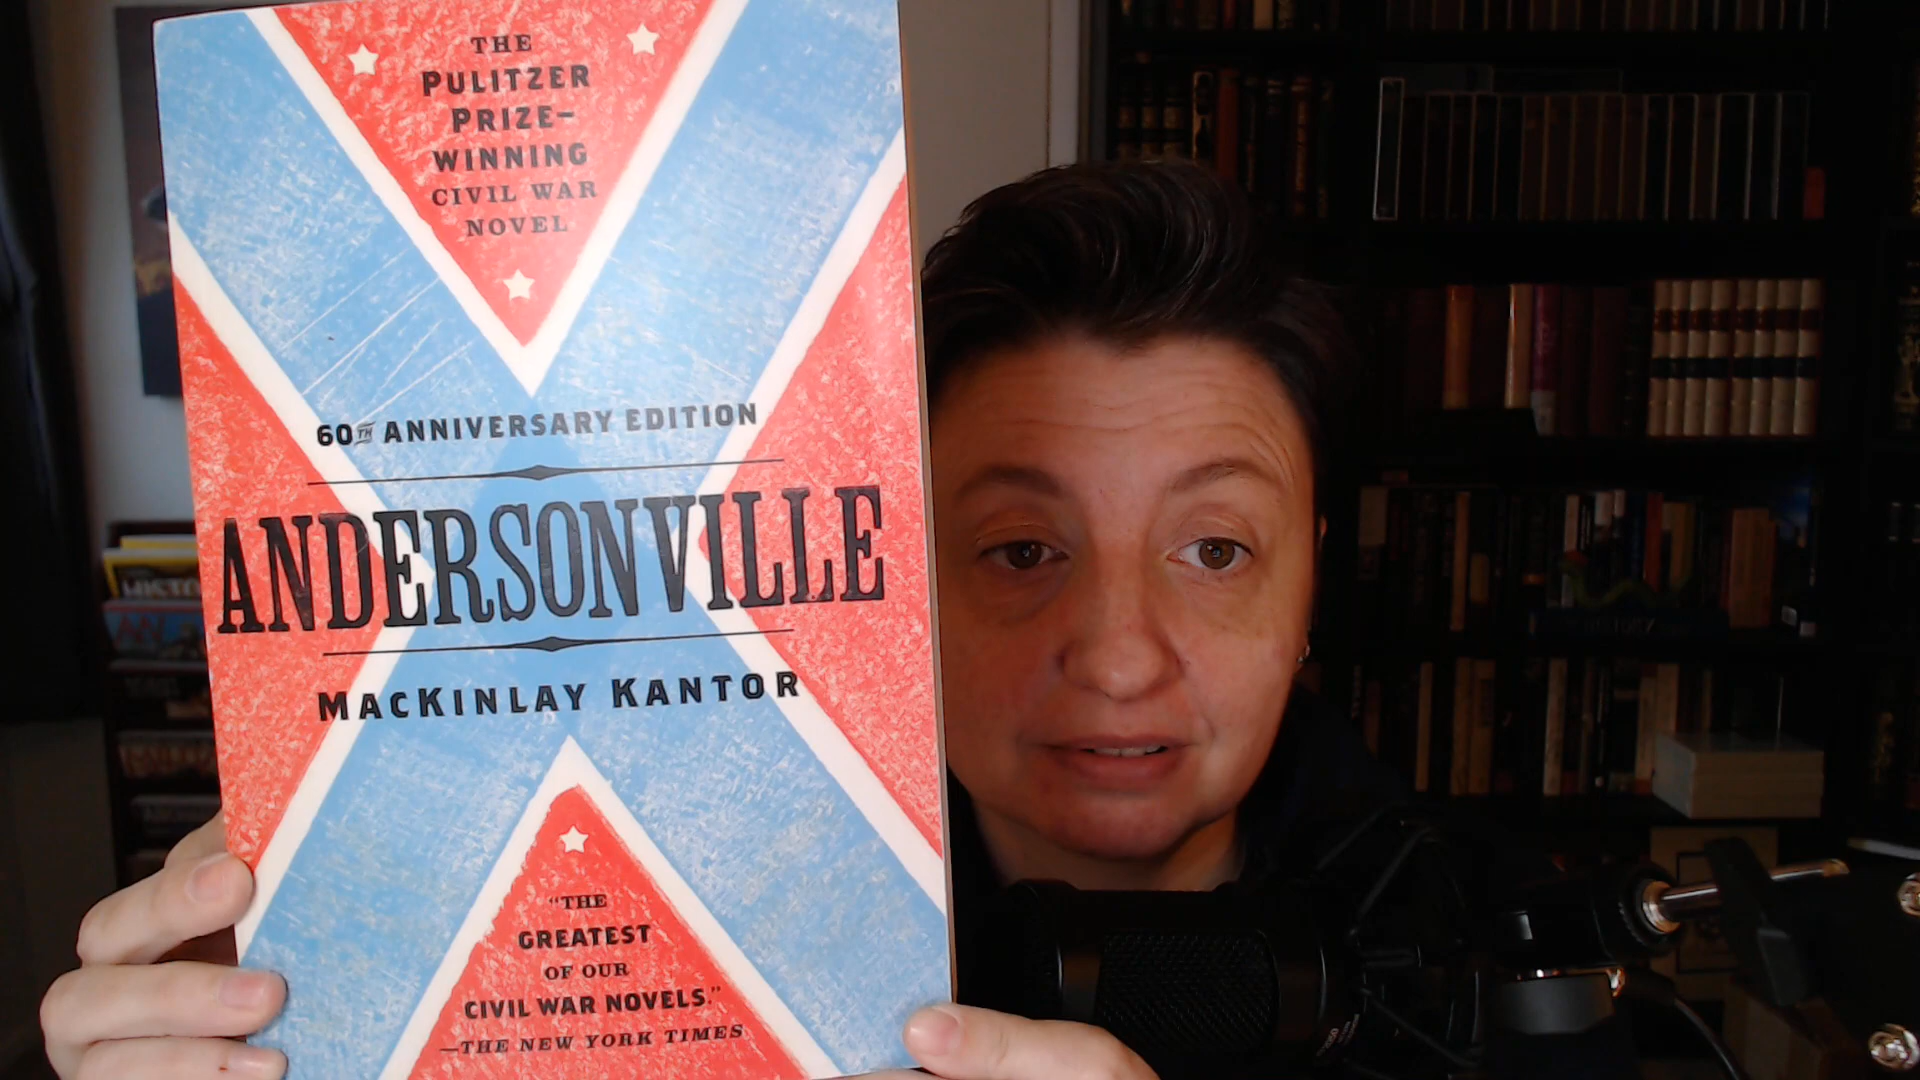 THE
PULITZER
PRIZE–
WINNING
CIVIL WAR
NOVEL
60TH ANNIVERSARY EDITION
ANDERSONVILLE
MACKINLAY KANTOR
“THE
GREATEST
OF OUR
CIVIL WAR NOVELS.”
—THE NEW YORK TIMES